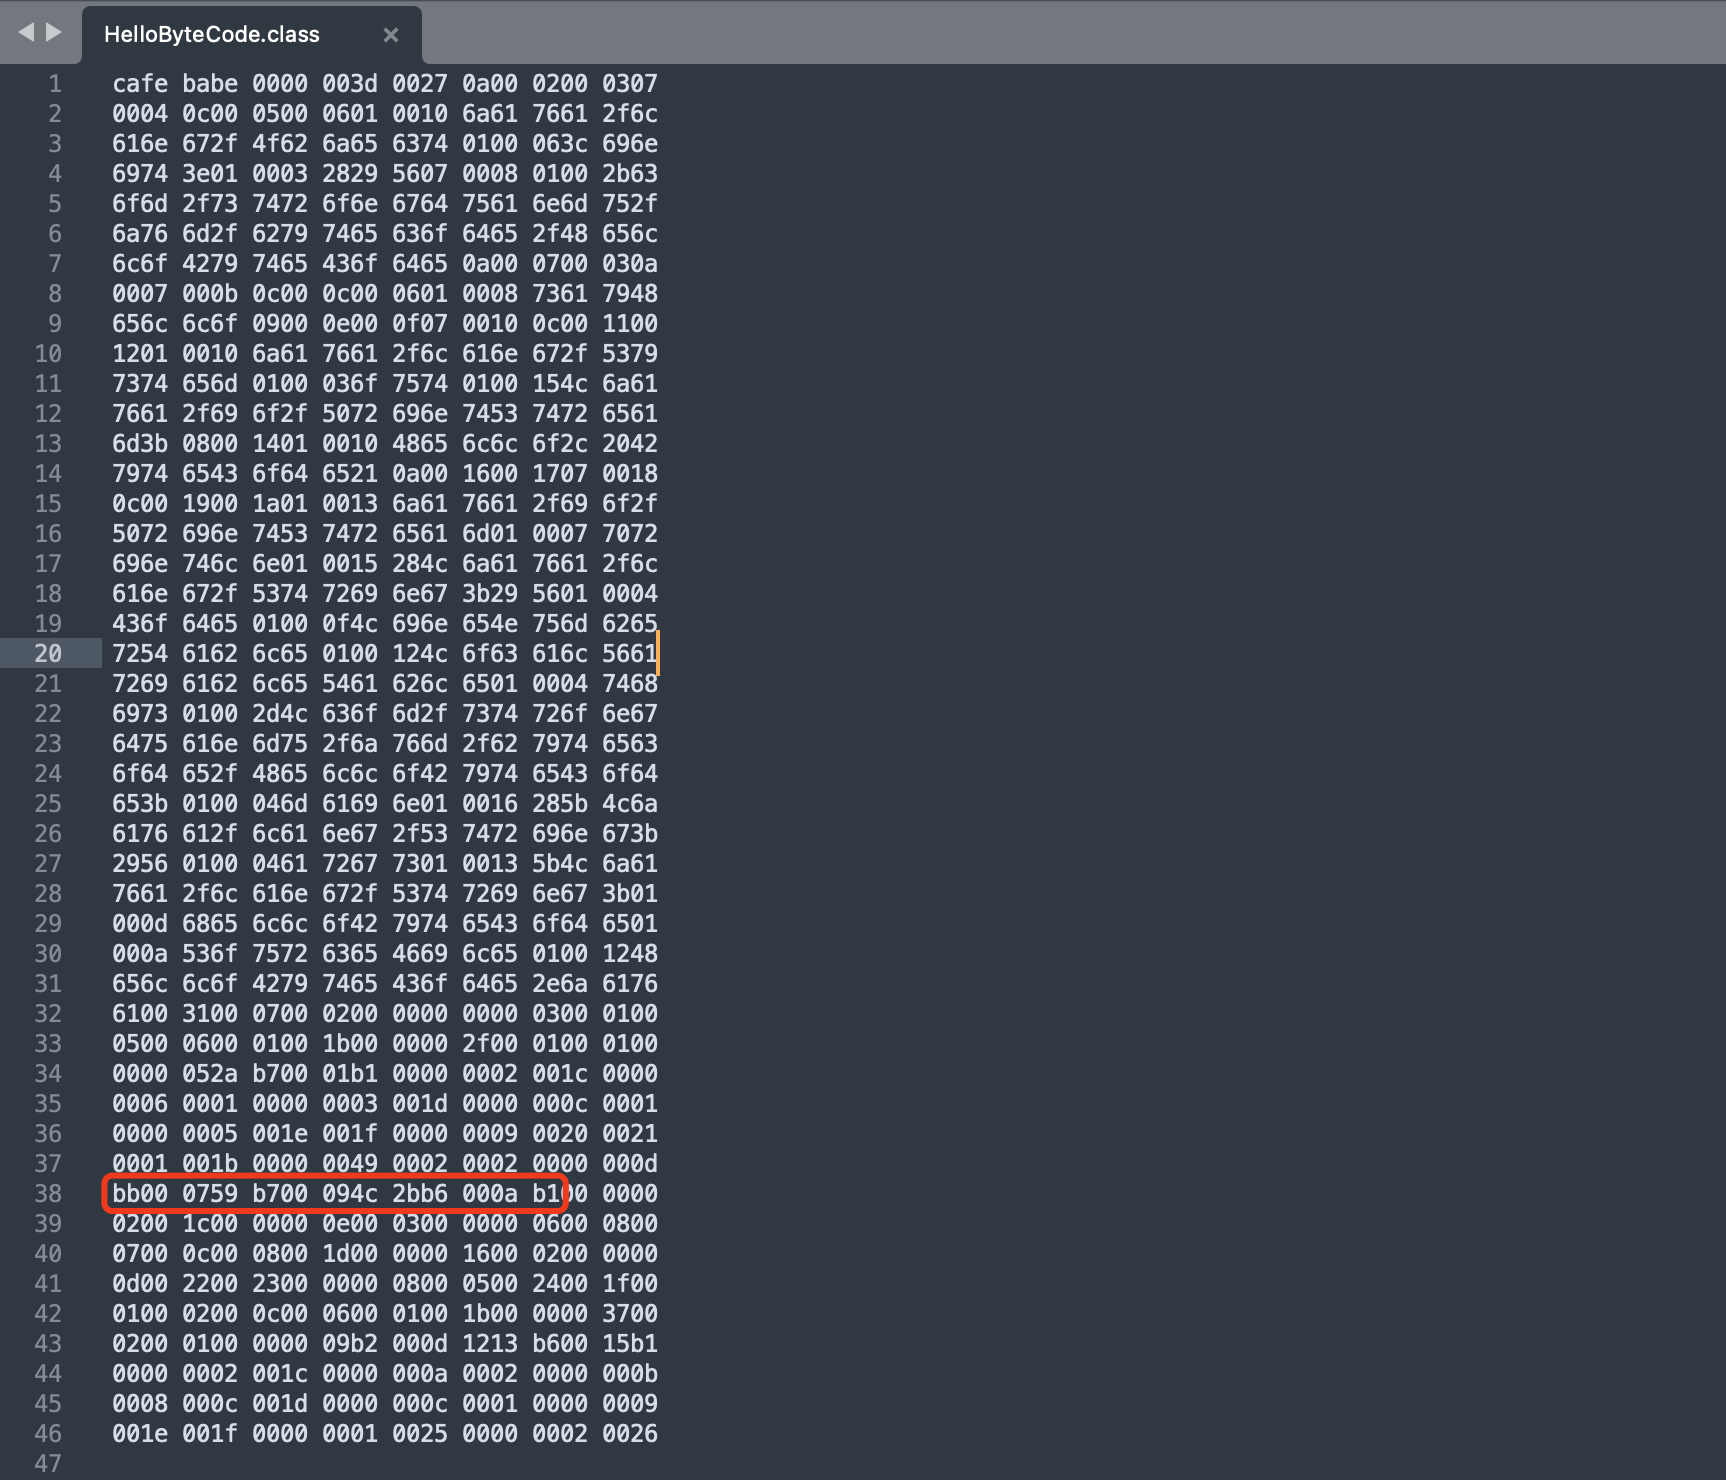 HelloByteCode.class ×
1 cafe babe 0000 003d 0027 0a00 0200 0307
2 0004 0c00 0500 0601 0010 6a61 7661 2f6c
3 616e 672f 4f62 6a65 6374 0100 063c 696e
4 6974 3e01 0003 2829 5607 0008 0100 2b63
5 6f6d 2f73 7472 6f6e 6764 7561 6e6d 752f
6 6a76 6d2f 6279 7465 636f 6465 2f48 656c
7 6c6f 4279 7465 436f 6465 0a00 0700 030a
8 0007 000b 0c00 0c00 0601 0008 7361 7948
9 656c 6c6f 0900 0e00 0f07 0010 0c00 1100
10 1201 0010 6a61 7661 2f6c 616e 672f 5379
11 7374 656d 0100 036f 7574 0100 154c 6a61
12 7661 2f69 6f2f 5072 696e 7453 7472 6561
13 6d3b 0800 1401 0010 4865 6c6c 6f2c 2042
14 7974 6543 6f64 6521 0a00 1600 1707 0018
15 0c00 1900 1a01 0013 6a61 7661 2f69 6f2f
16 5072 696e 7453 7472 6561 6d01 0007 7072
17 696e 746c 6e01 0015 284c 6a61 7661 2f6c
18 616e 672f 5374 7269 6e67 3b29 5601 0004
19 436f 6465 0100 0f4c 696e 654e 756d 6265
20 7254 6162 6c65 0100 124c 6f63 616c 5661
21 7269 6162 6c65 5461 626c 6501 0004 7468
22 6973 0100 2d4c 636f 6d2f 7374 726f 6e67
23 6475 616e 6d75 2f6a 766d 2f62 7974 6563
24 6f64 652f 4865 6c6c 6f42 7974 6543 6f64
25 653b 0100 046d 6169 6e01 0016 285b 4c6a
26 6176 612f 6c61 6e67 2f53 7472 696e 673b
27 2956 0100 0461 7267 7301 0013 5b4c 6a61
28 7661 2f6c 616e 672f 5374 7269 6e67 3b01
29 000d 6865 6c6c 6f42 7974 6543 6f64 6501
30 000a 536f 7572 6365 4669 6c65 0100 1248
31 656c 6c6f 4279 7465 436f 6465 2e6a 6176
32 6100 3100 0700 0200 0000 0000 0300 0100
33 0500 0600 0100 1b00 0000 2f00 0100 0100
34 0000 052a b700 01b1 0000 0002 001c 0000
35 0006 0001 0000 0003 001d 0000 000c 0001
36 0000 0005 001e 001f 0000 0009 0020 0021
37 0001 001b 0000 0049 0002 0002 0000 000d
38 bb00 0759 b700 094c 2bb6 000a b100 0000
39 0200 1c00 0000 0e00 0300 0000 0600 0800
40 0700 0c00 0800 1d00 0000 1600 0200 0000
41 0d00 2200 2300 0000 0800 0500 2400 1f00
42 0100 0200 0c00 0600 0100 1b00 0000 3700
43 0200 0100 0000 09b2 000d 1213 b600 15b1
44 0000 0002 001c 0000 000a 0002 0000 000b
45 0008 000c 001d 0000 000c 0001 0000 0009
46 001e 001f 0000 0001 0025 0000 0002 0026
47